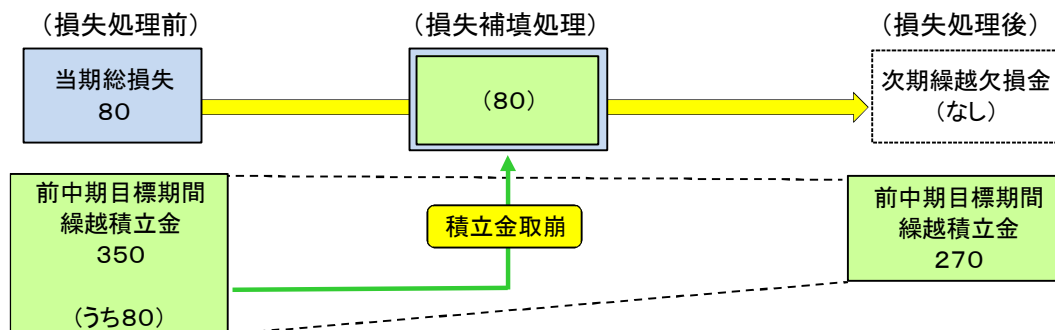 （損失処理前）
（損失補填処理）
（損失処理後）
当期総損失
８０
（８０）
次期繰越欠損金
（なし）
前中期目標期間
繰越積立金
３５０
（うち８０）
積立金取崩
前中期目標期間
繰越積立金
２７０